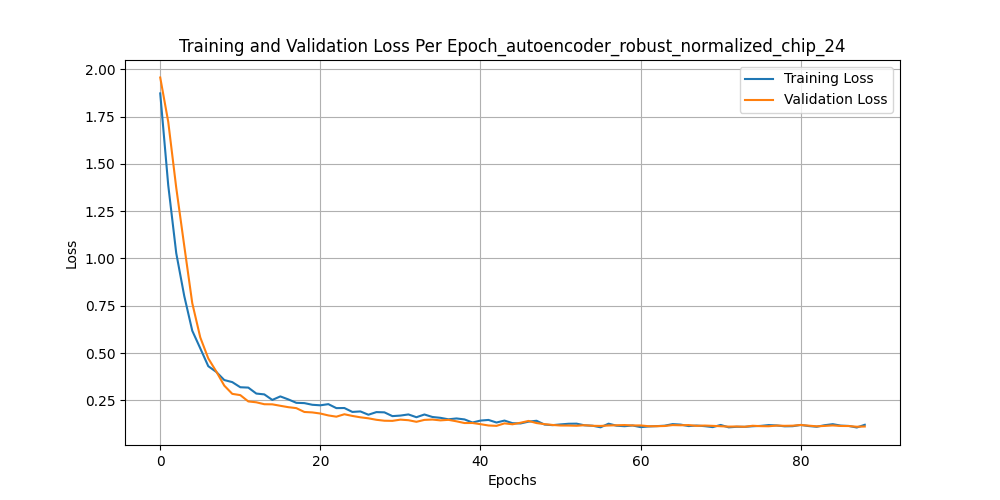 Training and Validation Loss Per Epoch_autoencoder_robust_normalized_chip_24
Training Loss
Validation Loss
2.00
1.75
1.50
1.25
1.00
0.75
0.50
0.25
Loss
0 20 40 60 80
Epochs